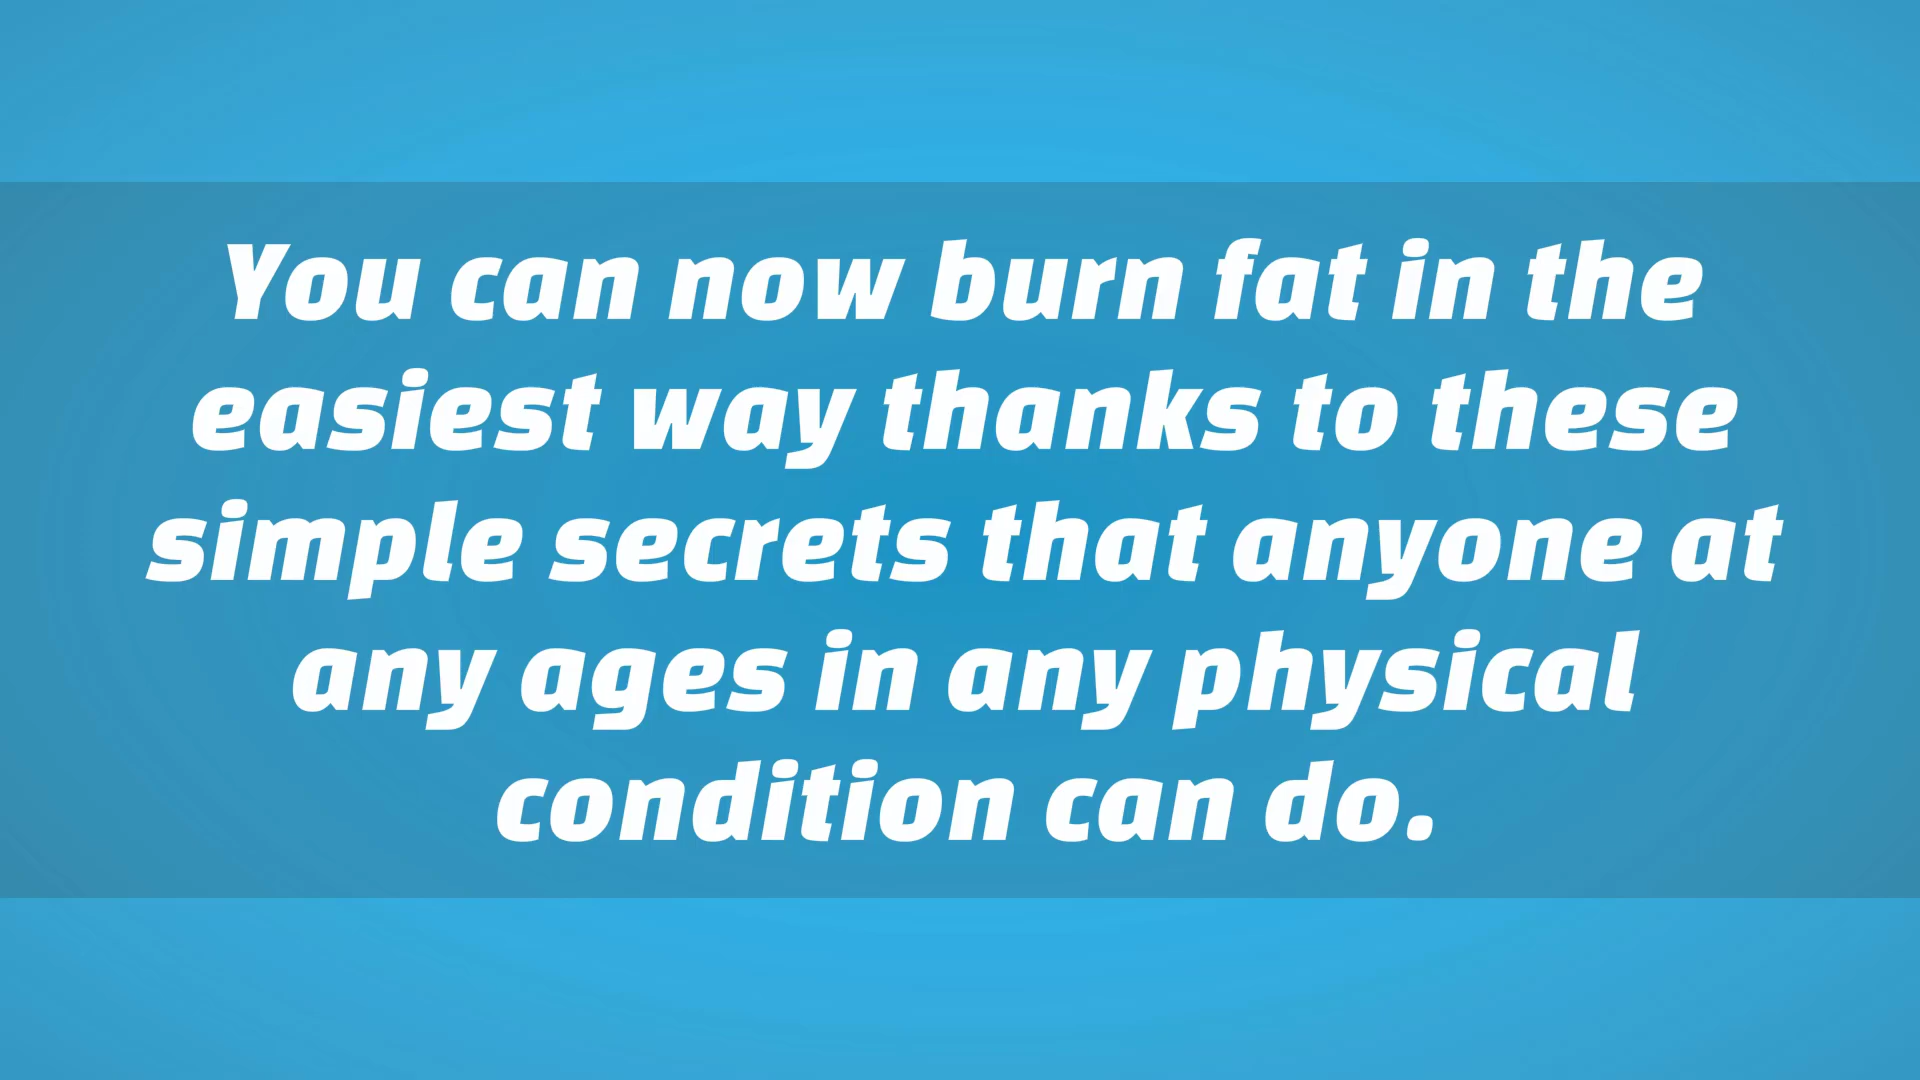 You can now burn fat in the
easiest way thanks to these
simple secrets that anyone at
any ages in any physical
condition can do.